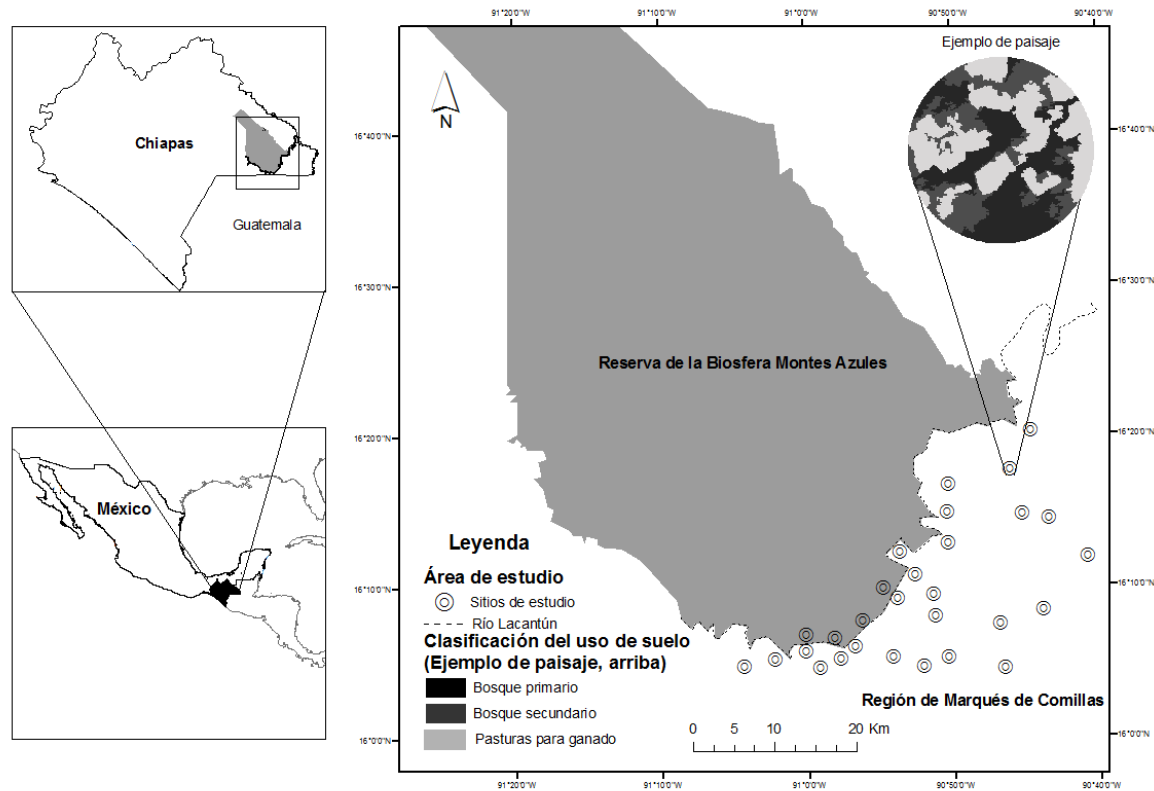 Chiapas
Guatemala
México
91°20'0"W
91°10'0"W
91°0'0"W
90°50'0"W
90°40'0"W
Ejemplo de paisaje
N
16°40'0"N
16°40'0"N
16°30'0"N
16°30'0"N
Reserva de la Biosfera Montes Azules
16°20'0"N
16°20'0"N
Leyenda
Área de estudio
Sitios de estudio
Río Lacantún
Clasificación del uso de suelo
(Ejemplo de paisaje, arriba)
Bosque primario
Bosque secundario
Pasturas para ganado
16°10'0"N
16°10'0"N
Región de Marqués de Comillas
0 5 10 20 Km
16°0'0"N
16°0'0"N
91°20'0"W
91°10'0"W
91°0'0"W
90°50'0"W
90°40'0"W